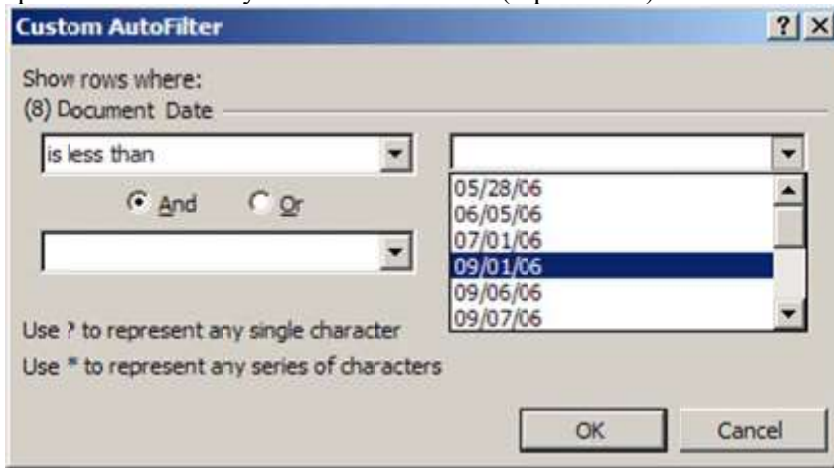 Custom AutoFilter
Show rows where:
(8) Document Date
is less than
And Or
05/28/06
06/05/06
07/01/06
09/01/06
09/06/06
09/07/06
Use ? to represent any single character
Use * to represent any series of characters
OK Cancel